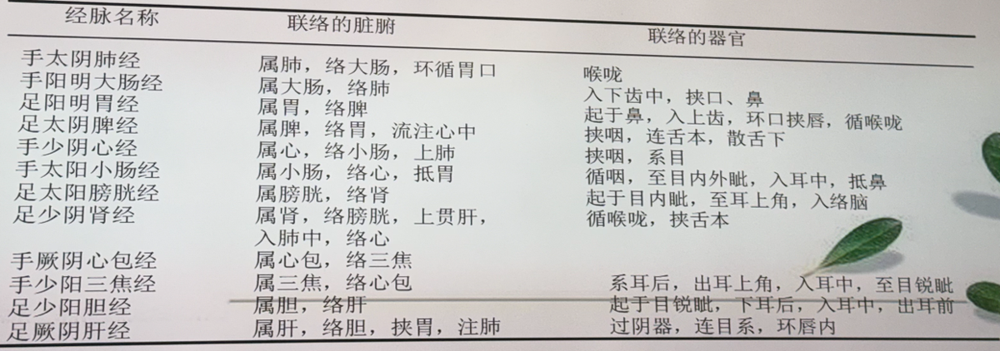 经脉名称 联络的脏腑 联络的器官
手太阴肺经 属肺，络大肠，环循胃口 喉咙
手阳明大肠经 属大肠，络肺 入下齿中，挟口、鼻
足阳明胃经 属胃，络脾 起于鼻，入上齿，环口挟唇，循喉咙
足太阴脾经 属脾，络胃，流注心中 挟咽，连舌本，散舌下
手少阴心经 属心，络小肠，上肺 挟咽，系目
手太阳小肠经 属小肠，络心，抵胃 循咽，至目内外眦，入耳中，抵鼻
足太阳膀胱经 属膀胱，络肾 起于目内眦，至耳上角，入络脑
足少阴肾经 属肾，络膀胱，上贯肝， 循喉咙，挟舌本
入肺中，络心
手厥阴心包经 属心包，络三焦
手少阳三焦经 属三焦，络心包 系耳后，出耳上角，入耳中，至目锐眦
足少阳胆经 属胆，络肝 起于目锐眦，下耳后，入耳中，出耳前
足厥阴肝经 属肝，络胆，挟胃，注肺 过阴器，连目系，环唇内